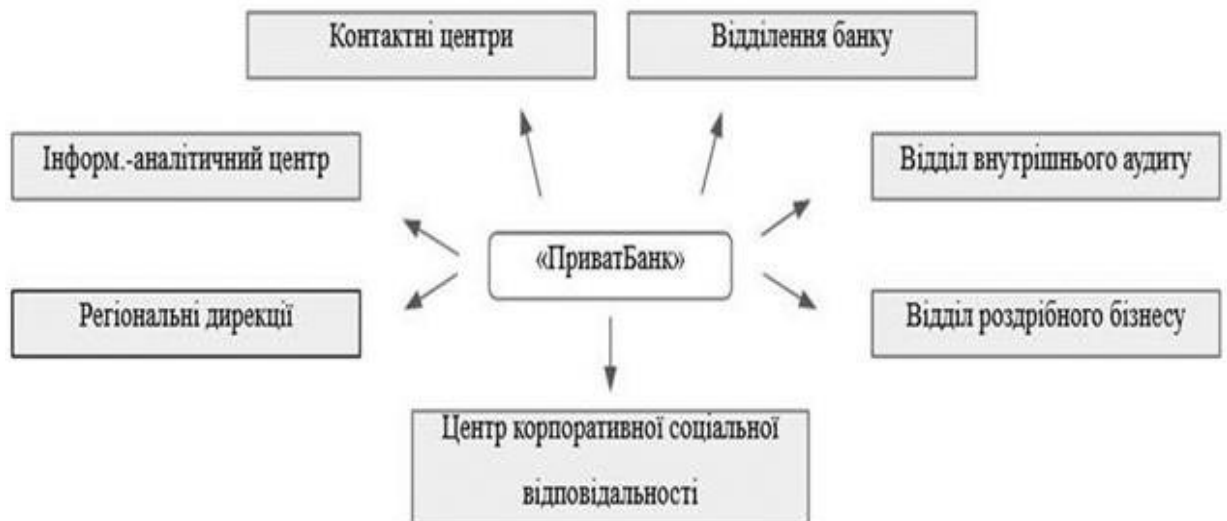 Контактні центри
Відділення банку
Інформ.-аналітичний центр
Відділ внутрішнього аудиту
«ПриватБанк»
Регіональні дирекції
Відділ роздрібного бізнесу
Центр корпоративної соціальної
відповідальності